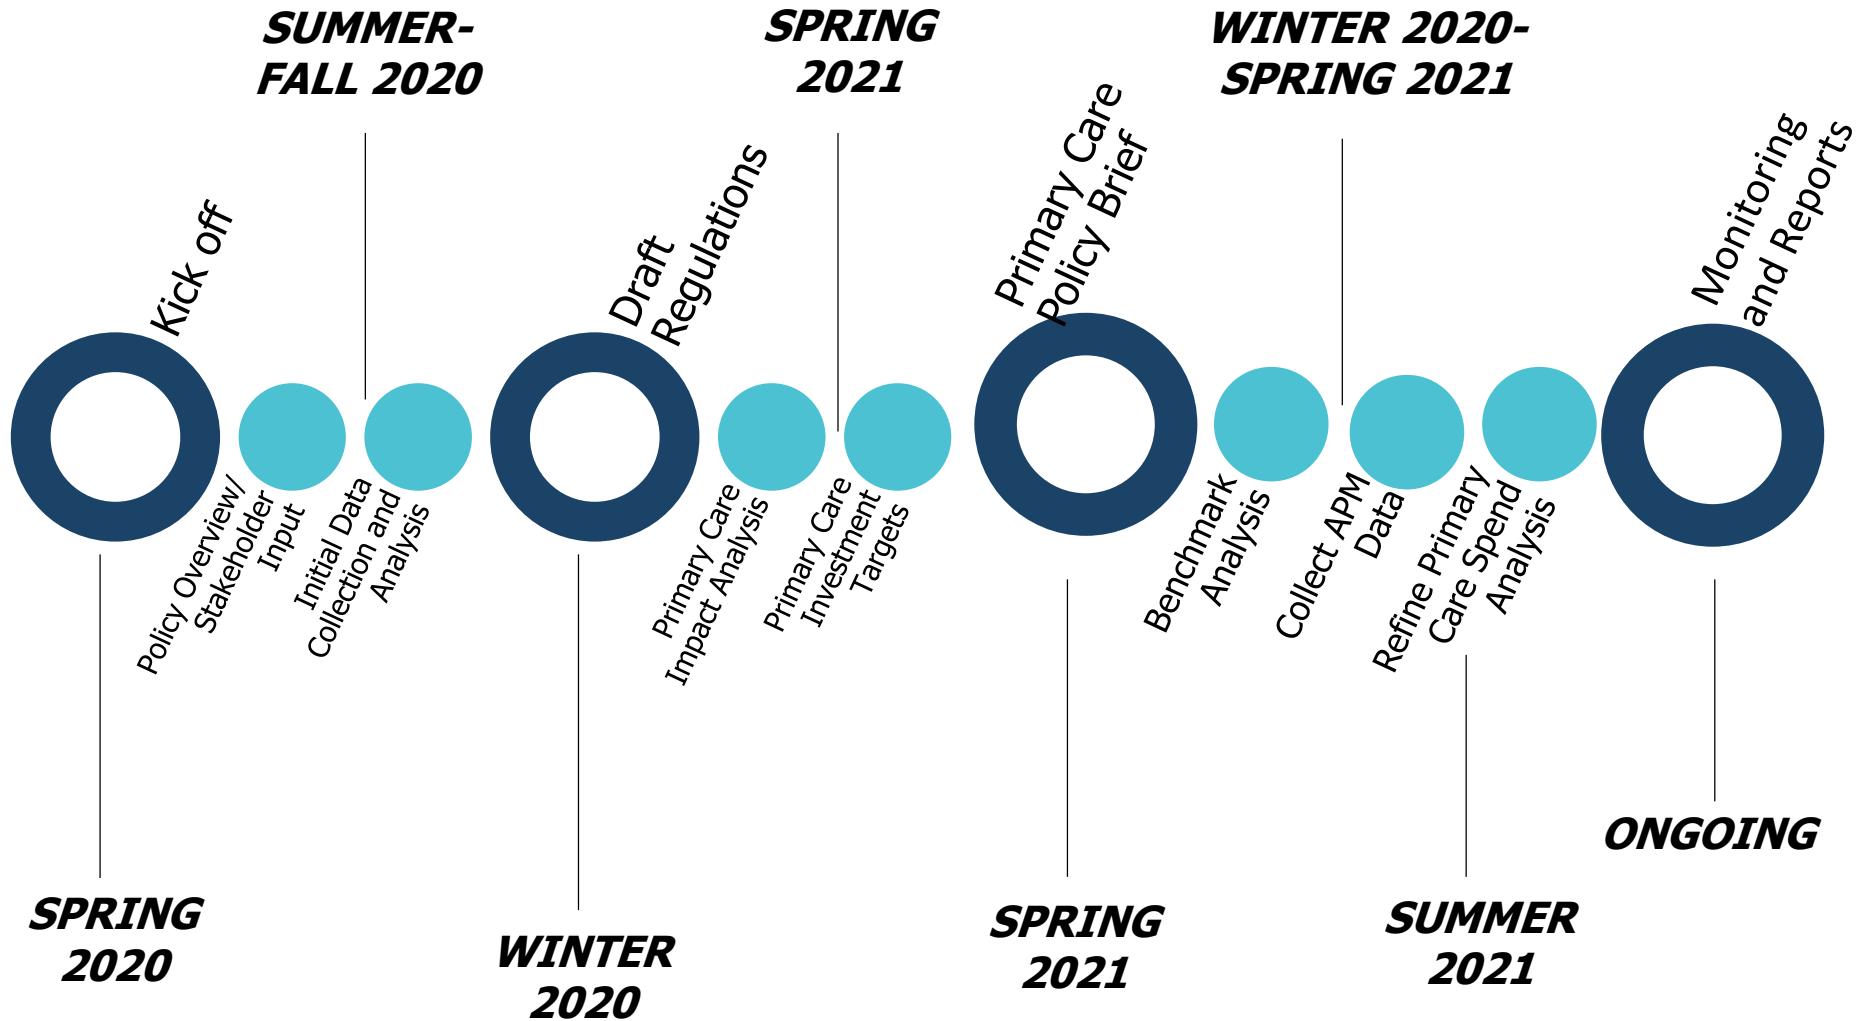 SUMMER-
FALL 2020
SPRING
2021
WINTER 2020-
SPRING 2021
Kick off
Draft
Regulations
Primary Care
Policy Brief
Monitoring
and Reports
Policy Overview/
Stakeholder
Input
Initial Data
Collection and
Analysis
Primary Care
Impact Analysis
Primary Care
Investment
Targets
Benchmark
Analysis
Collect APM
Data
Refine Primary
Care Spend
Analysis
SPRING
2020
WINTER
2020
SPRING
2021
SUMMER
2021
ONGOING